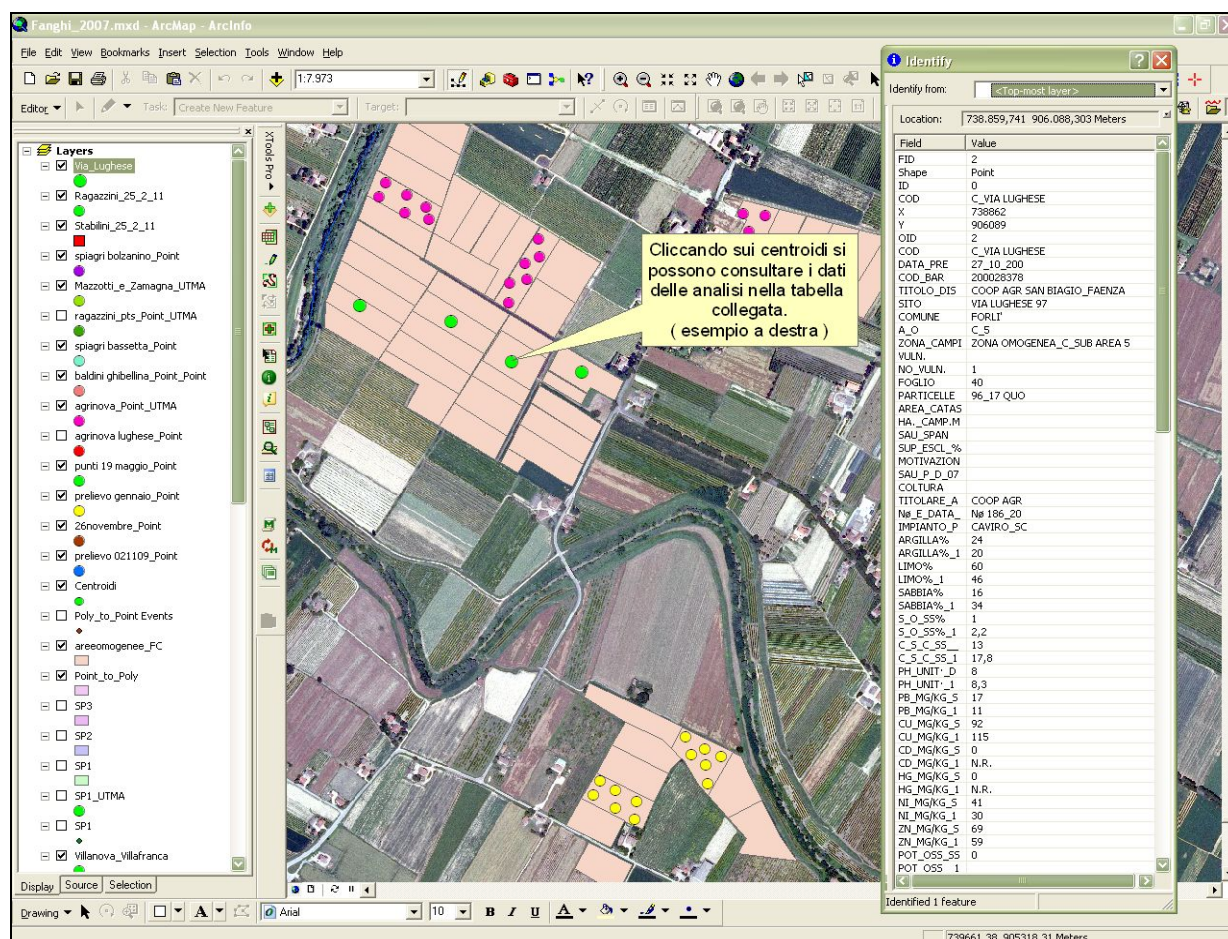 Fanghi_2007.mxd - ArcMap - ArcInfo
File Edit View Bookmarks Insert Selection Tools Window Help
1:7.973
Editor Task: Create New Feature Target:
Layers
Via_Lughese
Ragazzini_25_2_11
Stabilini_25_2_11
spiagri bolzanino_Point
Mazzotti_e_Zamagna_UTMA
ragazzini_pts_Point_UTMA
spiagri bassetta_Point
baldini ghibellina_Point_Point
agrinova_Point_UTMA
agrinova lughese_Point
punti 19 maggio_Point
prelievo gennaio_Point
26novembre_Point
prelievo 021109_Point
Centroidi
Poly_to_Point Events
areeomogenee_FC
Point_to_Poly
SP3
SP2
SP1
SP1_UTMA
SP1
Villanova_Villafranca
Display Source Selection
XTools Pro
Cliccando sui centroidi si
possono consultare i dati
delle analisi nella tabella
collegata.
( esempio a destra )
Identify
Identify from: <Top-most layer>
Location: 738.859,741 906.088,303 Meters
Field Value
FID 2
Shape Point
ID 0
COD C_VIA LUGHESE
X 738862
Y 906089
OID 2
COD C_VIA LUGHESE
DATA_PRE 27_10_200
COD_BAR 200028378
TITOLO_DIS COOP AGR SAN BIAGIO_FAENZA
SITO VIA LUGHESE 97
COMUNE FORLI'
A_O C_5
ZONA_CAMPI ZONA OMOGENEA_C_SUB AREA 5
VULN.
NO_VULN. 1
FOGLIO 40
PARTICELLE 96_17 QUO
AREA_CATAS
HA._CAMP.M
SAU_SPAN
SUP_ESCL_%
MOTIVAZION
SAU_P_D_07
COLTURA
TITOLARE_A COOP AGR
Nø_E_DATA_ Nø 186_20
IMPIANTO_P CAVIRO_SC
ARGILLA% 24
ARGILLA%_1 20
LIMO% 60
LIMO%_1 46
SABBIA% 16
SABBIA%_1 34
S_O_SS% 1
S_O_SS%_1 2,2
C_S_C_SS__ 13
C_S_C_SS_1 17,8
PH_UNIT·_D 8
PH_UNIT·_1 8,3
PB_MG/KG_S 17
PB_MG/KG_1 11
CU_MG/KG_S 92
CU_MG/KG_1 115
CD_MG/KG_S 0
CD_MG/KG_1 N.R.
HG_MG/KG_S 0
HG_MG/KG_1 N.R.
NI_MG/KG_S 41
NI_MG/KG_1 30
ZN_MG/KG_S 69
ZN_MG/KG_1 59
POT_OSS_SS 0
POT_OSS__1
Identified 1 feature
Drawing A Arial 10 B I U A
739661,38 905318,31 Meters